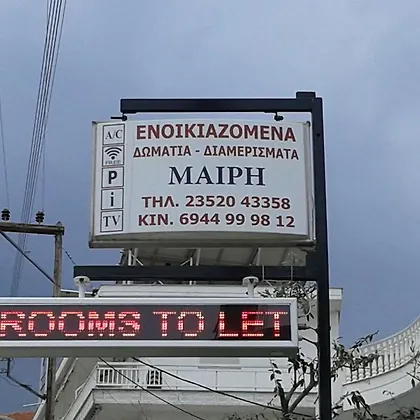 A/C
FREE
P
i
TV
ΕΝΟΙΚΙΑΖΟΜΕΝΑ
ΔΩΜΑΤΙΑ - ΔΙΑΜΕΡΙΣΜΑΤΑ
ΜΑΙΡΗ
ΤΗΛ. 23520 43358
ΚΙΝ. 6944 99 98 12
ROOMS TO LET